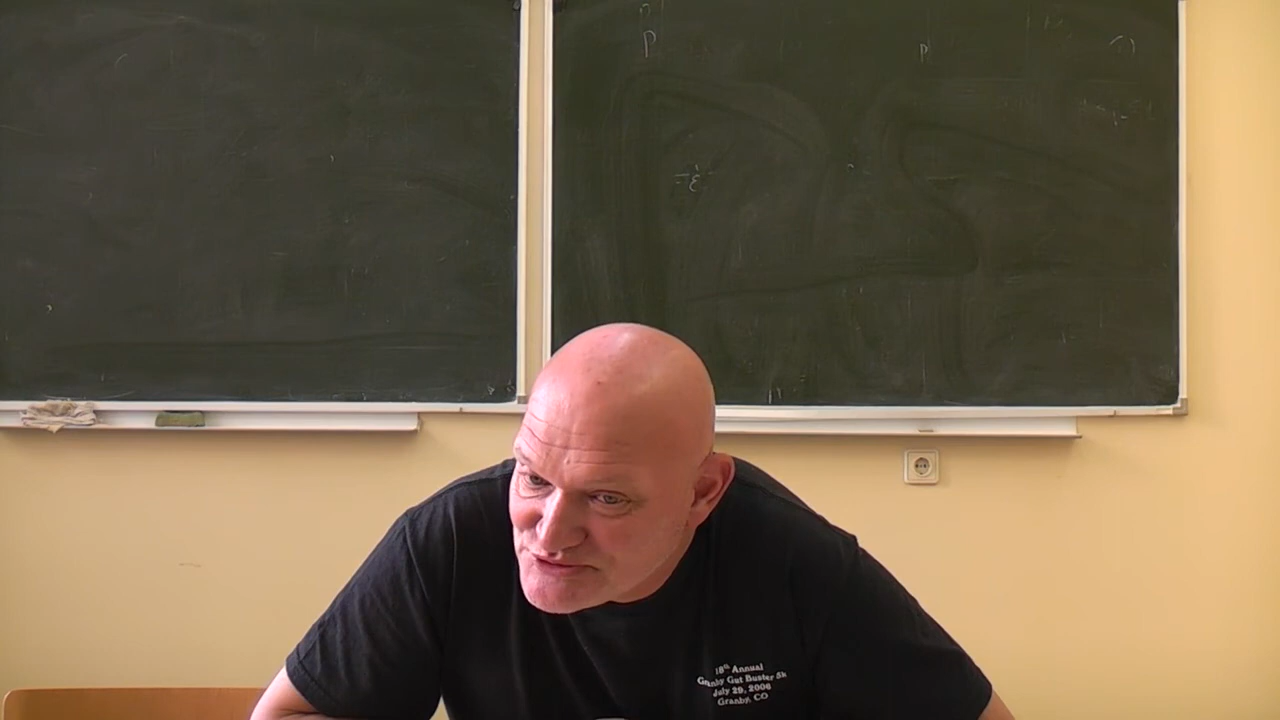 p
p
18th Annual
Granby Gut Buster 5k
July 29, 2006
Granby, CO